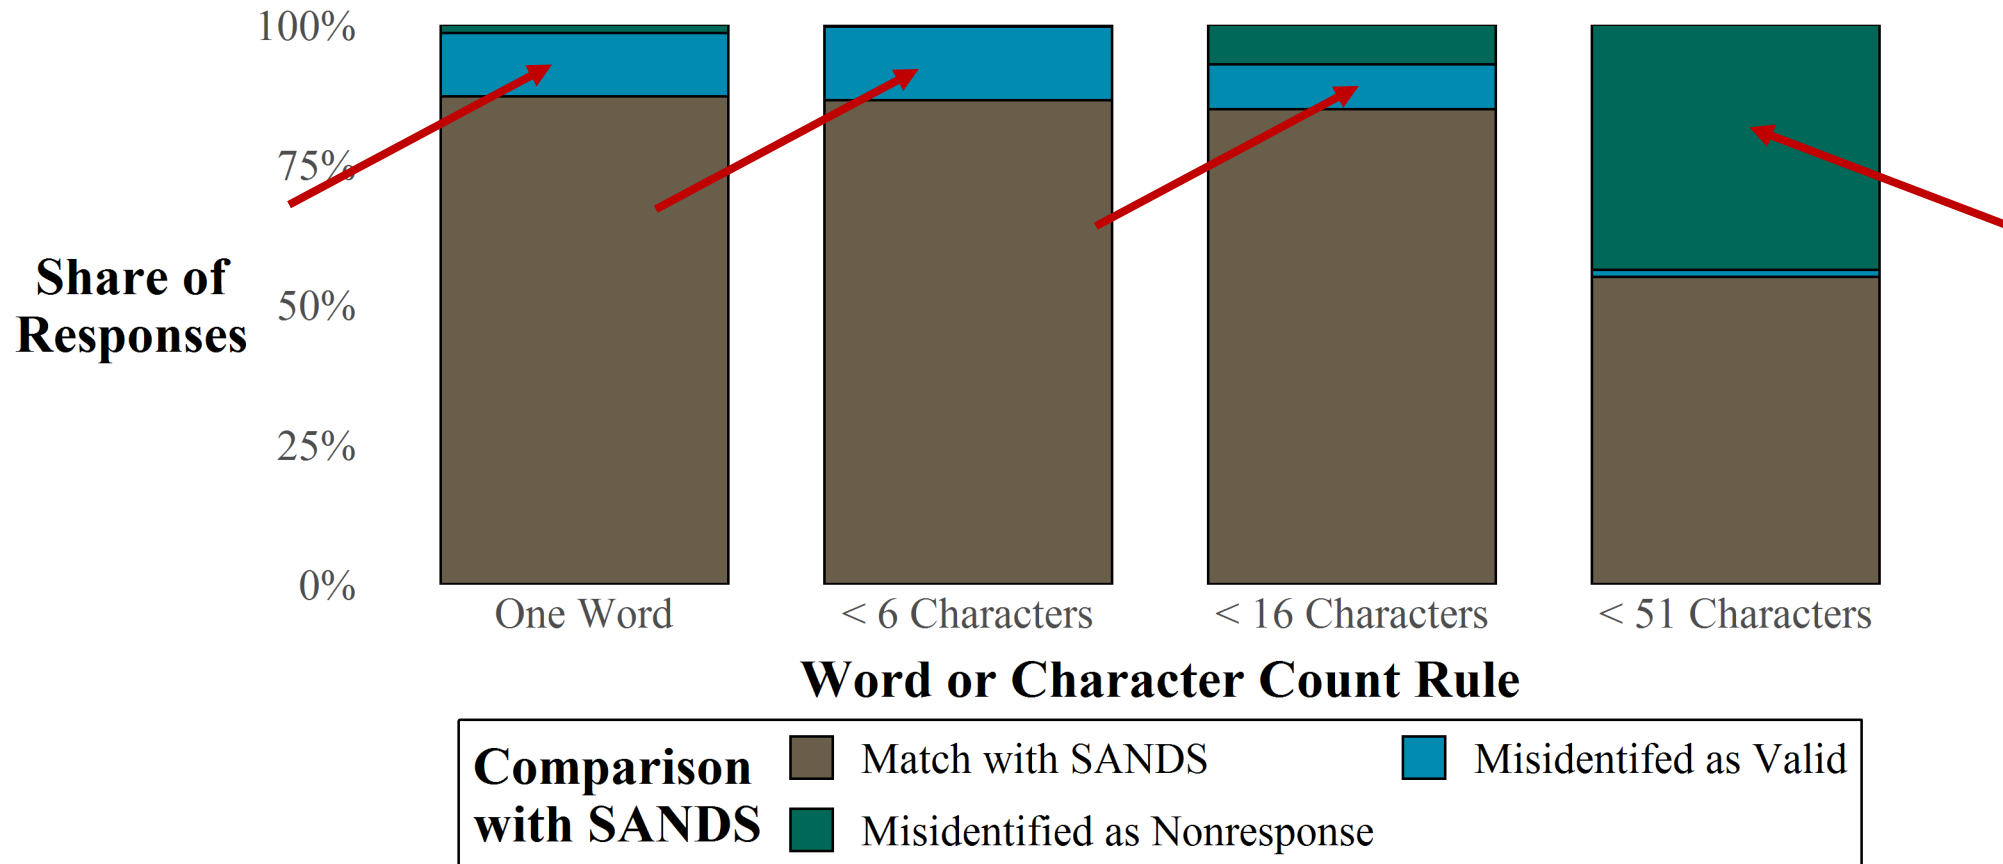 100%
75%
50%
25%
0%
Share of
Responses
One Word
< 6 Characters
< 16 Characters
< 51 Characters
Word or Character Count Rule
Comparison
with SANDS
Match with SANDS
Misidentifed as Valid
Misidentified as Nonresponse